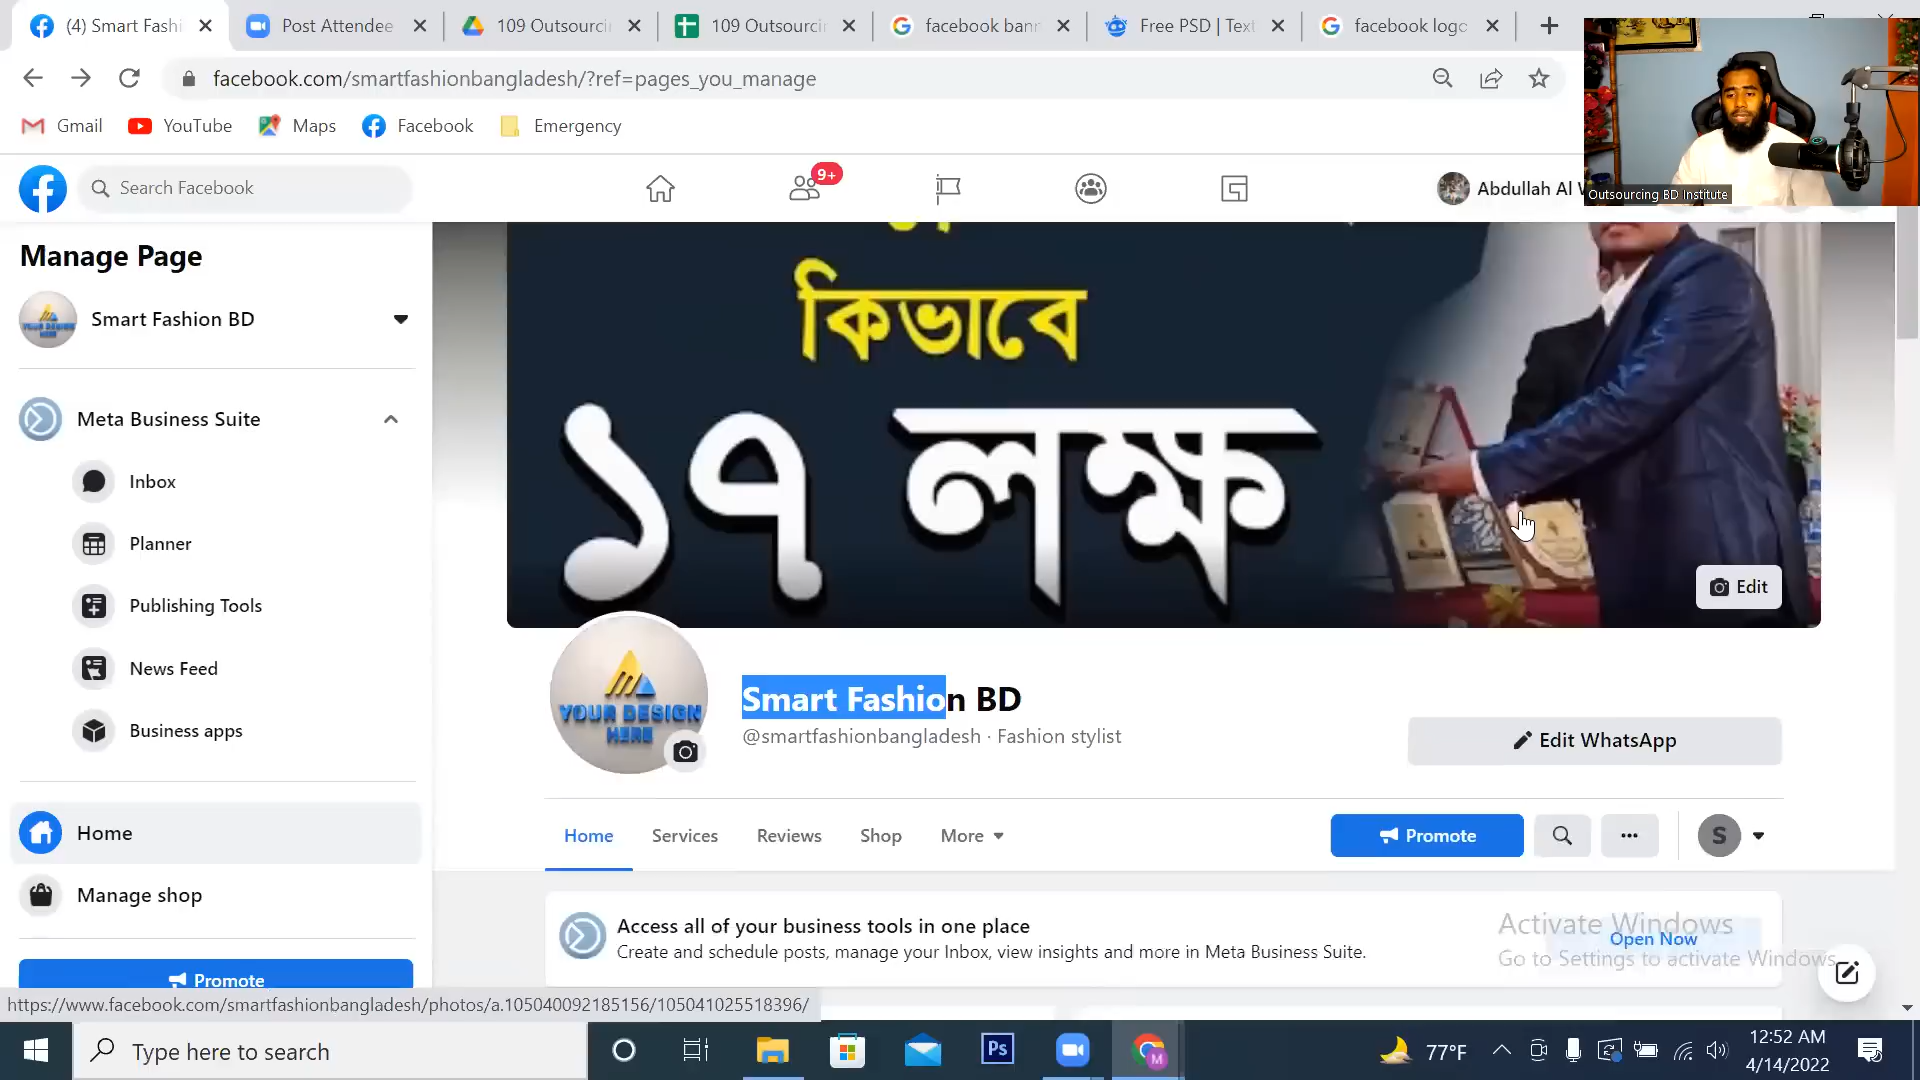 (4) Smart Fashi
Post Attendee
109 Outsourcin
109 Outsourcin
facebook bann
Free PSD | Text
facebook logo
facebook.com/smartfashionbangladesh/?ref=pages_you_manage
Gmail
YouTube
Maps
Facebook
Emergency
Search Facebook
9+
Abdullah Al W
Outsourcing BD Institute
Manage Page
Smart Fashion BD
Meta Business Suite
Inbox
Planner
Publishing Tools
News Feed
Business apps
Home
Manage shop
Promote
কিভাবে
১৭ লক্ষ
Edit
YOUR DESIGN
HERE
Smart Fashion BD
@smartfashionbangladesh · Fashion stylist
Edit WhatsApp
Home
Services
Reviews
Shop
More
Promote
S
Access all of your business tools in one place
Create and schedule posts, manage your Inbox, view insights and more in Meta Business Suite.
Open Now
Activate Windows
Go to Settings to activate Windows.
https://www.facebook.com/smartfashionbangladesh/photos/a.105040092185156/105041025518396/
Type here to search
Ps
M
77°F
12:52 AM
4/14/2022